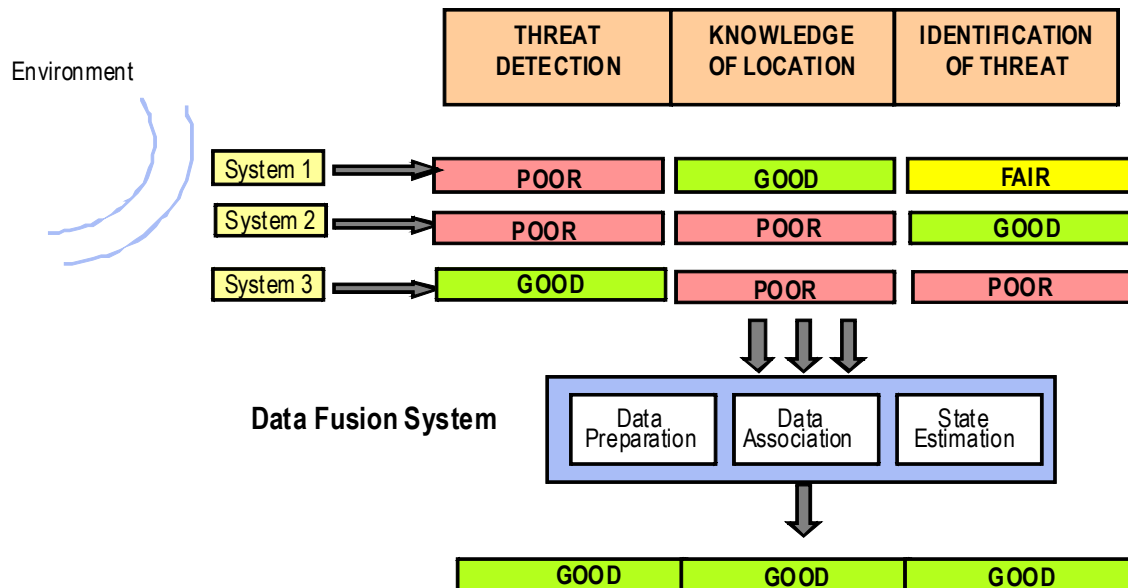 THREAT
DETECTION
KNOWLEDGE
OF LOCATION
IDENTIFICATION
OF THREAT
Environment
System 1
POOR
GOOD
FAIR
System 2
POOR
POOR
GOOD
System 3
GOOD
POOR
POOR
Data Fusion System
Data
Preparation
Data
Association
State
Estimation
GOOD
GOOD
GOOD